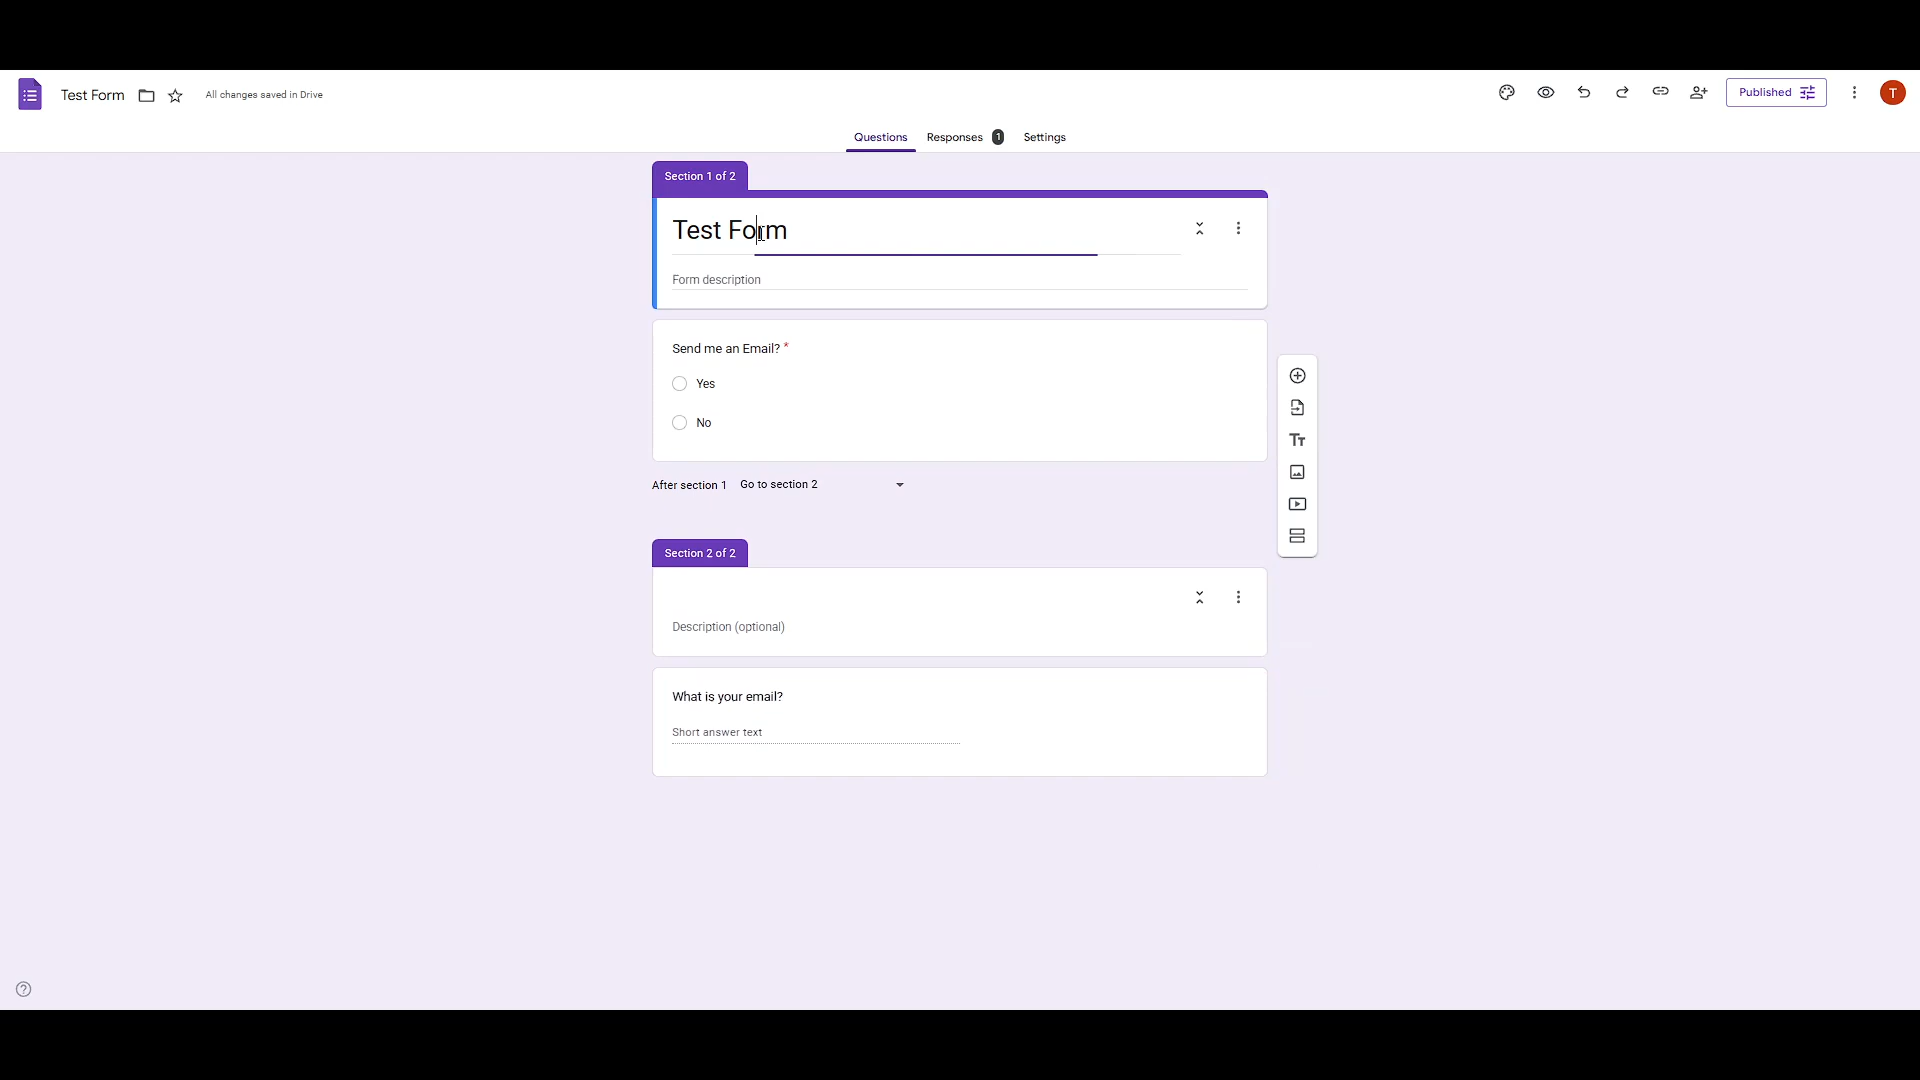 Test Form
All changes saved in Drive
Published
T
Questions
Responses 1
Settings
Section 1 of 2
Test Form
Form description
Send me an Email? *
Yes
No
After section 1 Go to section 2
Section 2 of 2
Description (optional)
What is your email?
Short answer text